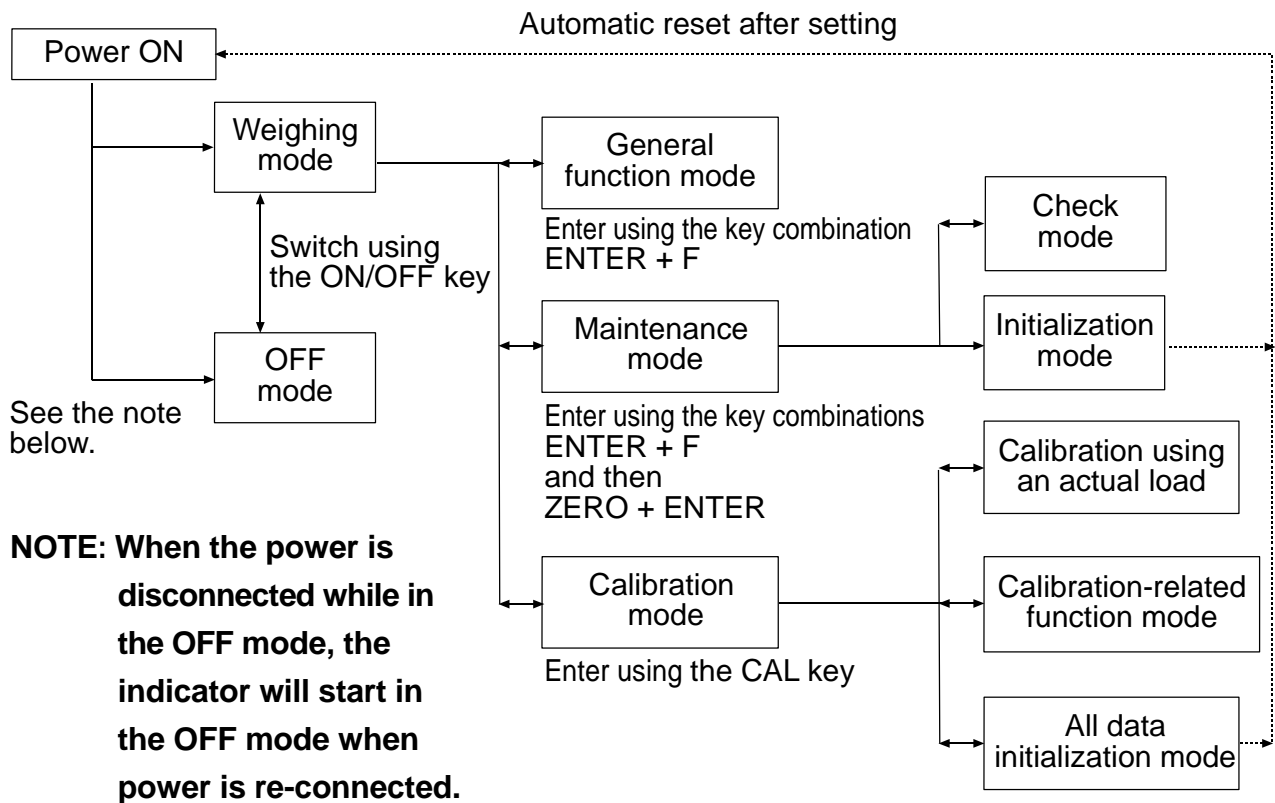 Automatic reset after setting
Power ON
Weighing
mode
General
function mode
Enter using the key combination
ENTER + F
Check
mode
Switch using
the ON/OFF key
Maintenance
mode
Initialization
mode
OFF
mode
See the note
below.
Enter using the key combinations
ENTER + F
and then
ZERO + ENTER
Calibration using
an actual load
NOTE: When the power is
disconnected while in
the OFF mode, the
indicator will start in
the OFF mode when
power is re-connected.
Calibration
mode
Enter using the CAL key
Calibration-related
function mode
All data
initialization mode